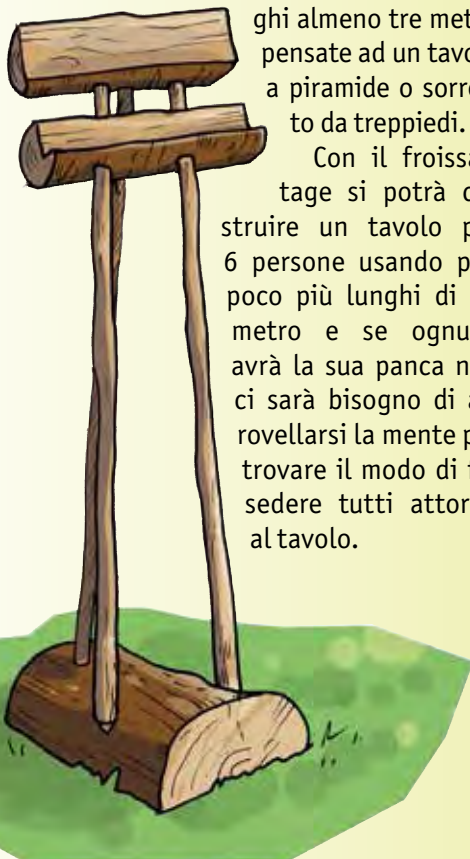 ghi almeno tre met
pensate ad un tavo
a piramide o sorre
to da treppiedi.
Con il froissa
tage si potrà c
struire un tavolo p
6 persone usando p
poco più lunghi di
metro e se ognu
avrà la sua panca n
ci sarà bisogno di a
rovellarsi la mente p
trovare il modo di
sedere tutti attor
al tavolo.